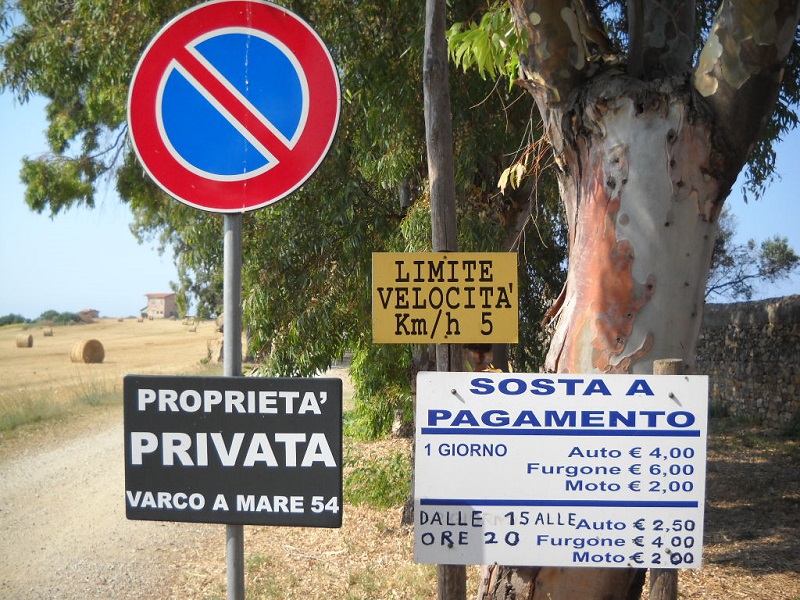 PROPRIETA'
PRIVATA
VARCO A MARE 54
LIMITE
VELOCITA'
Km/h 5
SOSTA A
PAGAMENTO
1 GIORNO Auto € 4,00
Furgone € 6,00
Moto € 2,00
DALLE 15 ALLE Auto € 2,50
ORE 20 Furgone € 4,00
Moto € 2,00